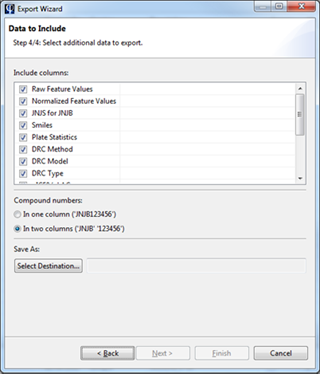 Export Wizard
Data to Include
Step 4/4: Select additional data to export.
Include columns:
Raw Feature Values
Normalized Feature Values
JNJS for JNJB
Smiles
Plate Statistics
DRC Method
DRC Model
DRC Type
Compound numbers:
In one column ('JNJB123456')
In two columns ('JNJB' '123456')
Save As:
Select Destination...
< Back Next > Finish Cancel